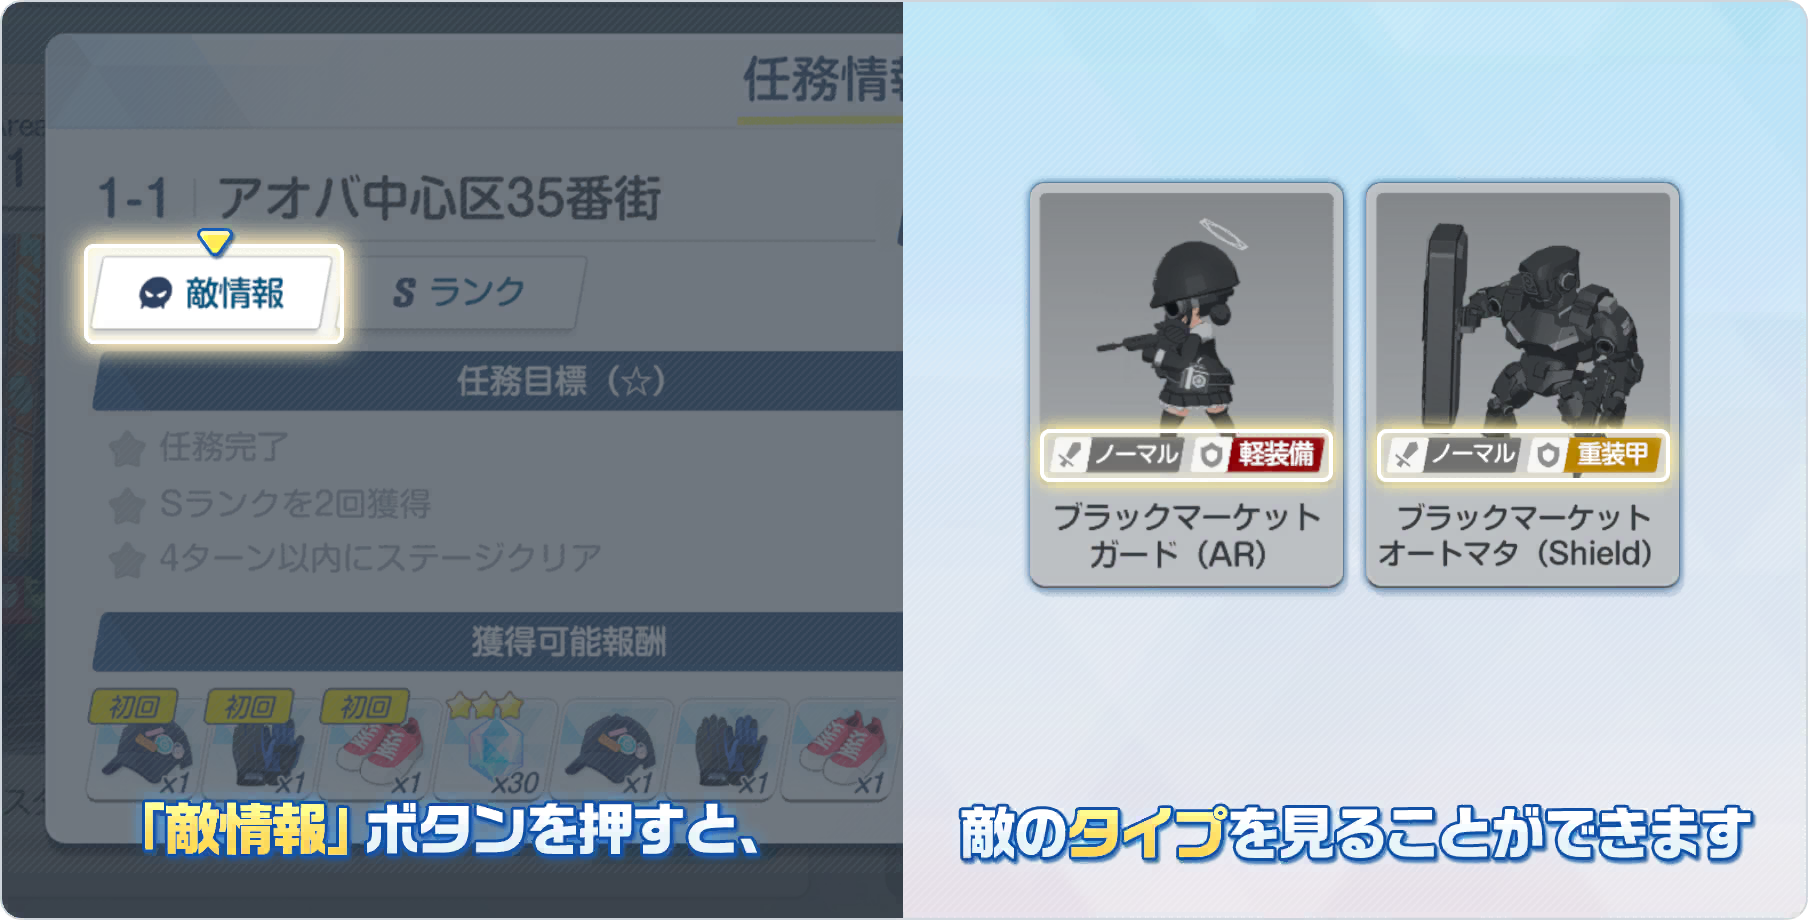 任務情報
Area
1
1-1 アオバ中心区35番街
敵情報
S ランク
任務目標（☆）
任務完了
Sランクを2回獲得
4ターン以内にステージクリア
獲得可能報酬
初回 初回 初回
x1 x1 x1 x30 x1 x1 x1
「敵情報」ボタンを押すと、
ノーマル 軽装備
ブラックマーケット
ガード（AR）
ノーマル 重装甲
ブラックマーケット
オートマタ（Shield）
敵のタイプを見ることができます